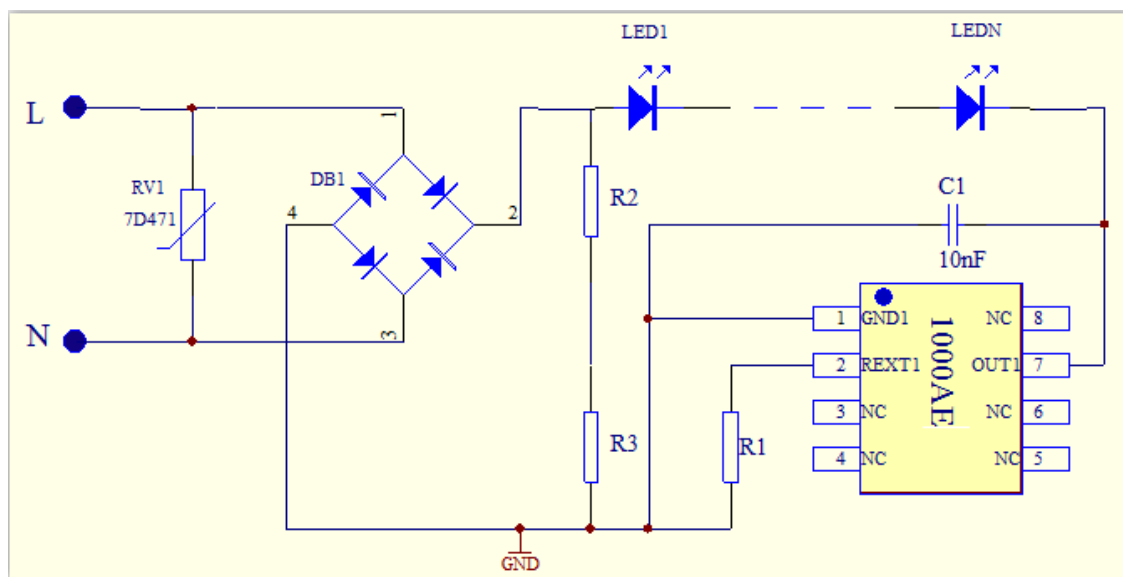 LED1
LEDN
L
1
RV1
7D471
DB1
4
2
R2
C1
10nF
N
3
1
GND1
NC
8
2
REXT1
OUT1
7
1000AE
3
NC
NC
6
4
NC
NC
5
R3
R1
GND